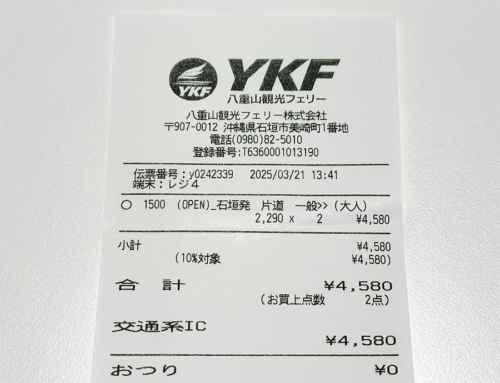 YKF
八重山観光フェリー
八重山観光フェリー株式会社
〒907-0012 沖縄県石垣市美崎町1番地
電話(0980)82-5010
登録番号:T6360001013190
伝票番号:y0242339 2025/03/21 13:41
端末:レジ4
○ 1500 (OPEN)_石垣発 片道 一般>>(大人)
2,290 x 2 ¥4,580
小計 ¥4,580
(10%対象 ¥4,580)
合計 ¥4,580
(お買上点数 2点)
交通系IC
¥4,580
おつり ¥0